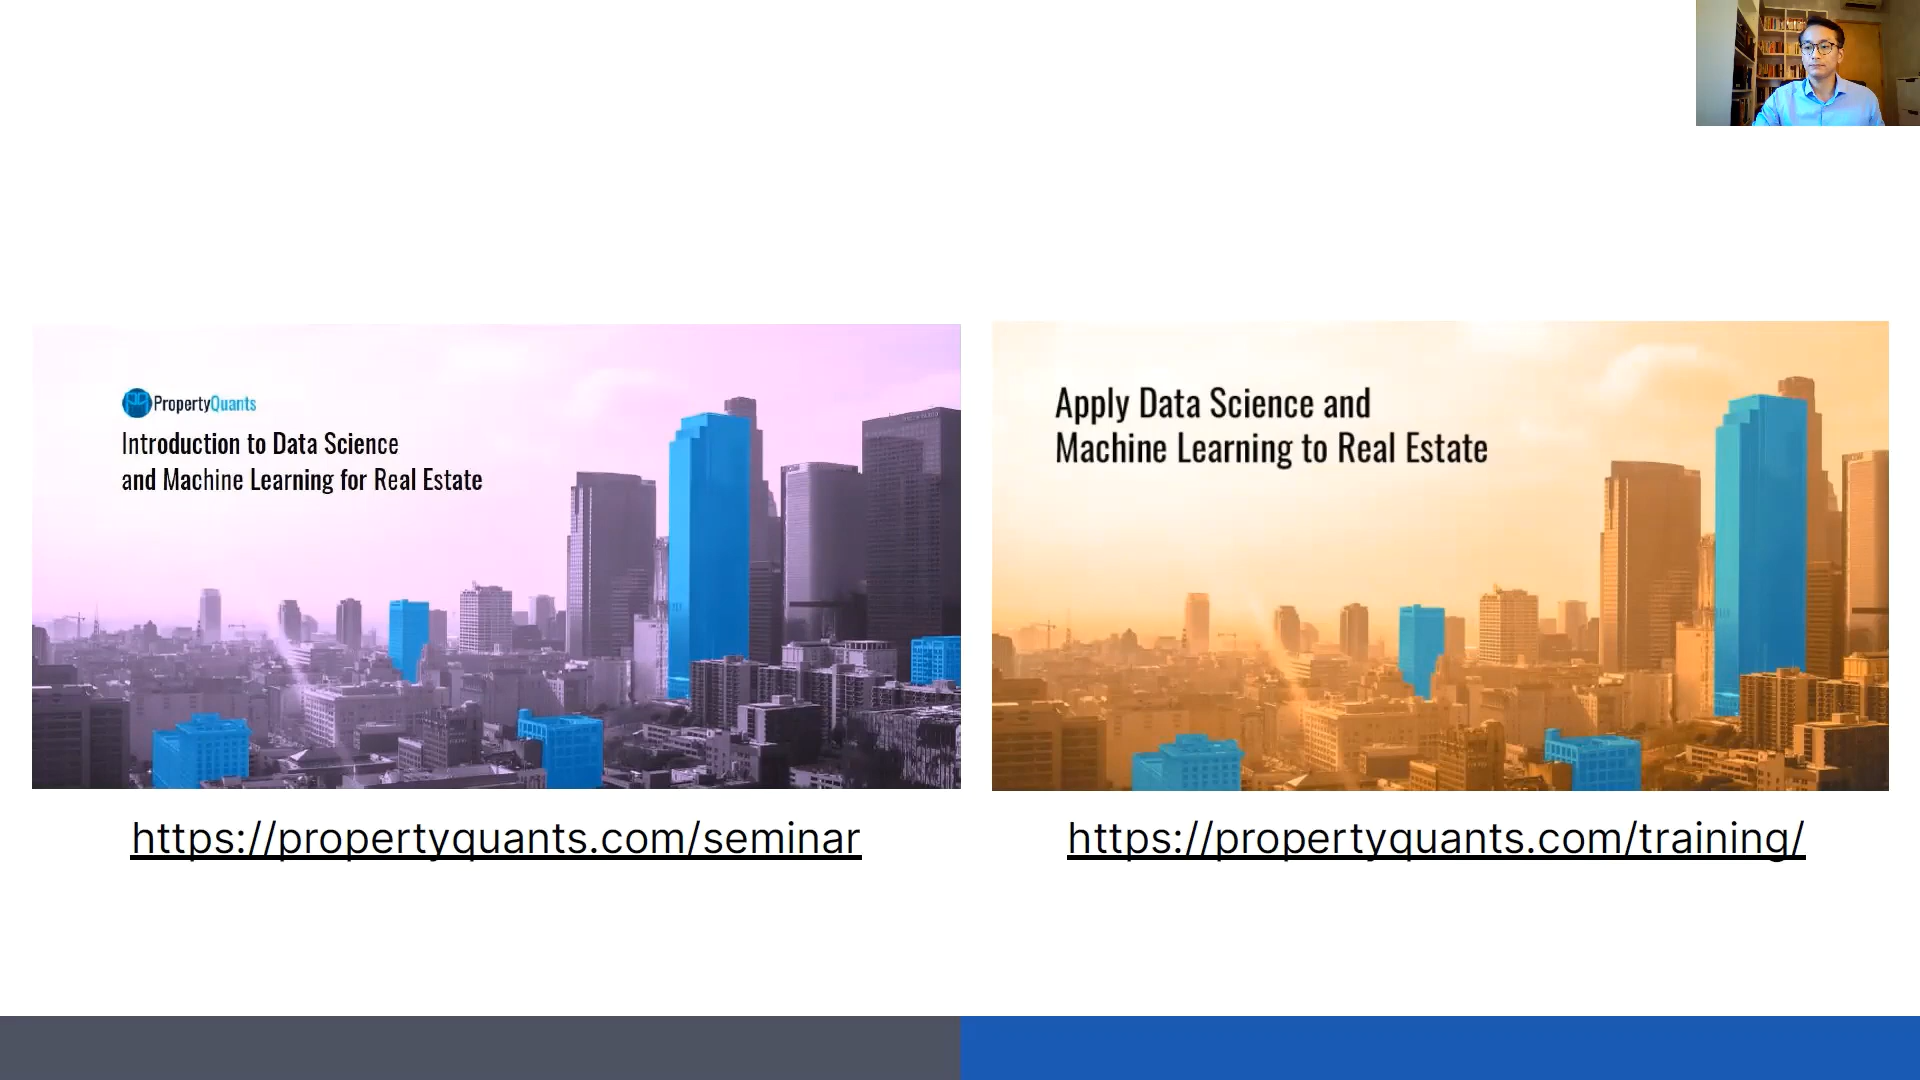 PropertyQuants
Introduction to Data Science
and Machine Learning for Real Estate
https://propertyquants.com/seminar
Apply Data Science and
Machine Learning to Real Estate
https://propertyquants.com/training/